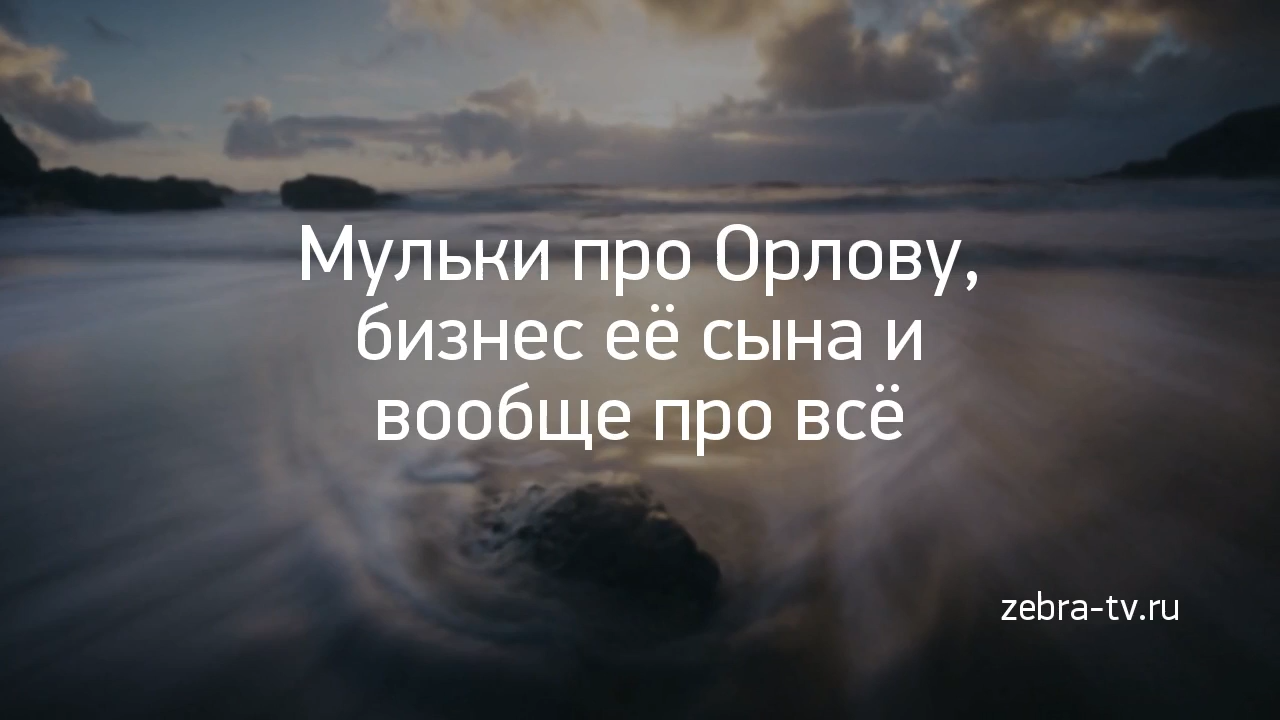 Мульки про Орлову,
бизнес её сына и
вообще про всё
zebra-tv.ru